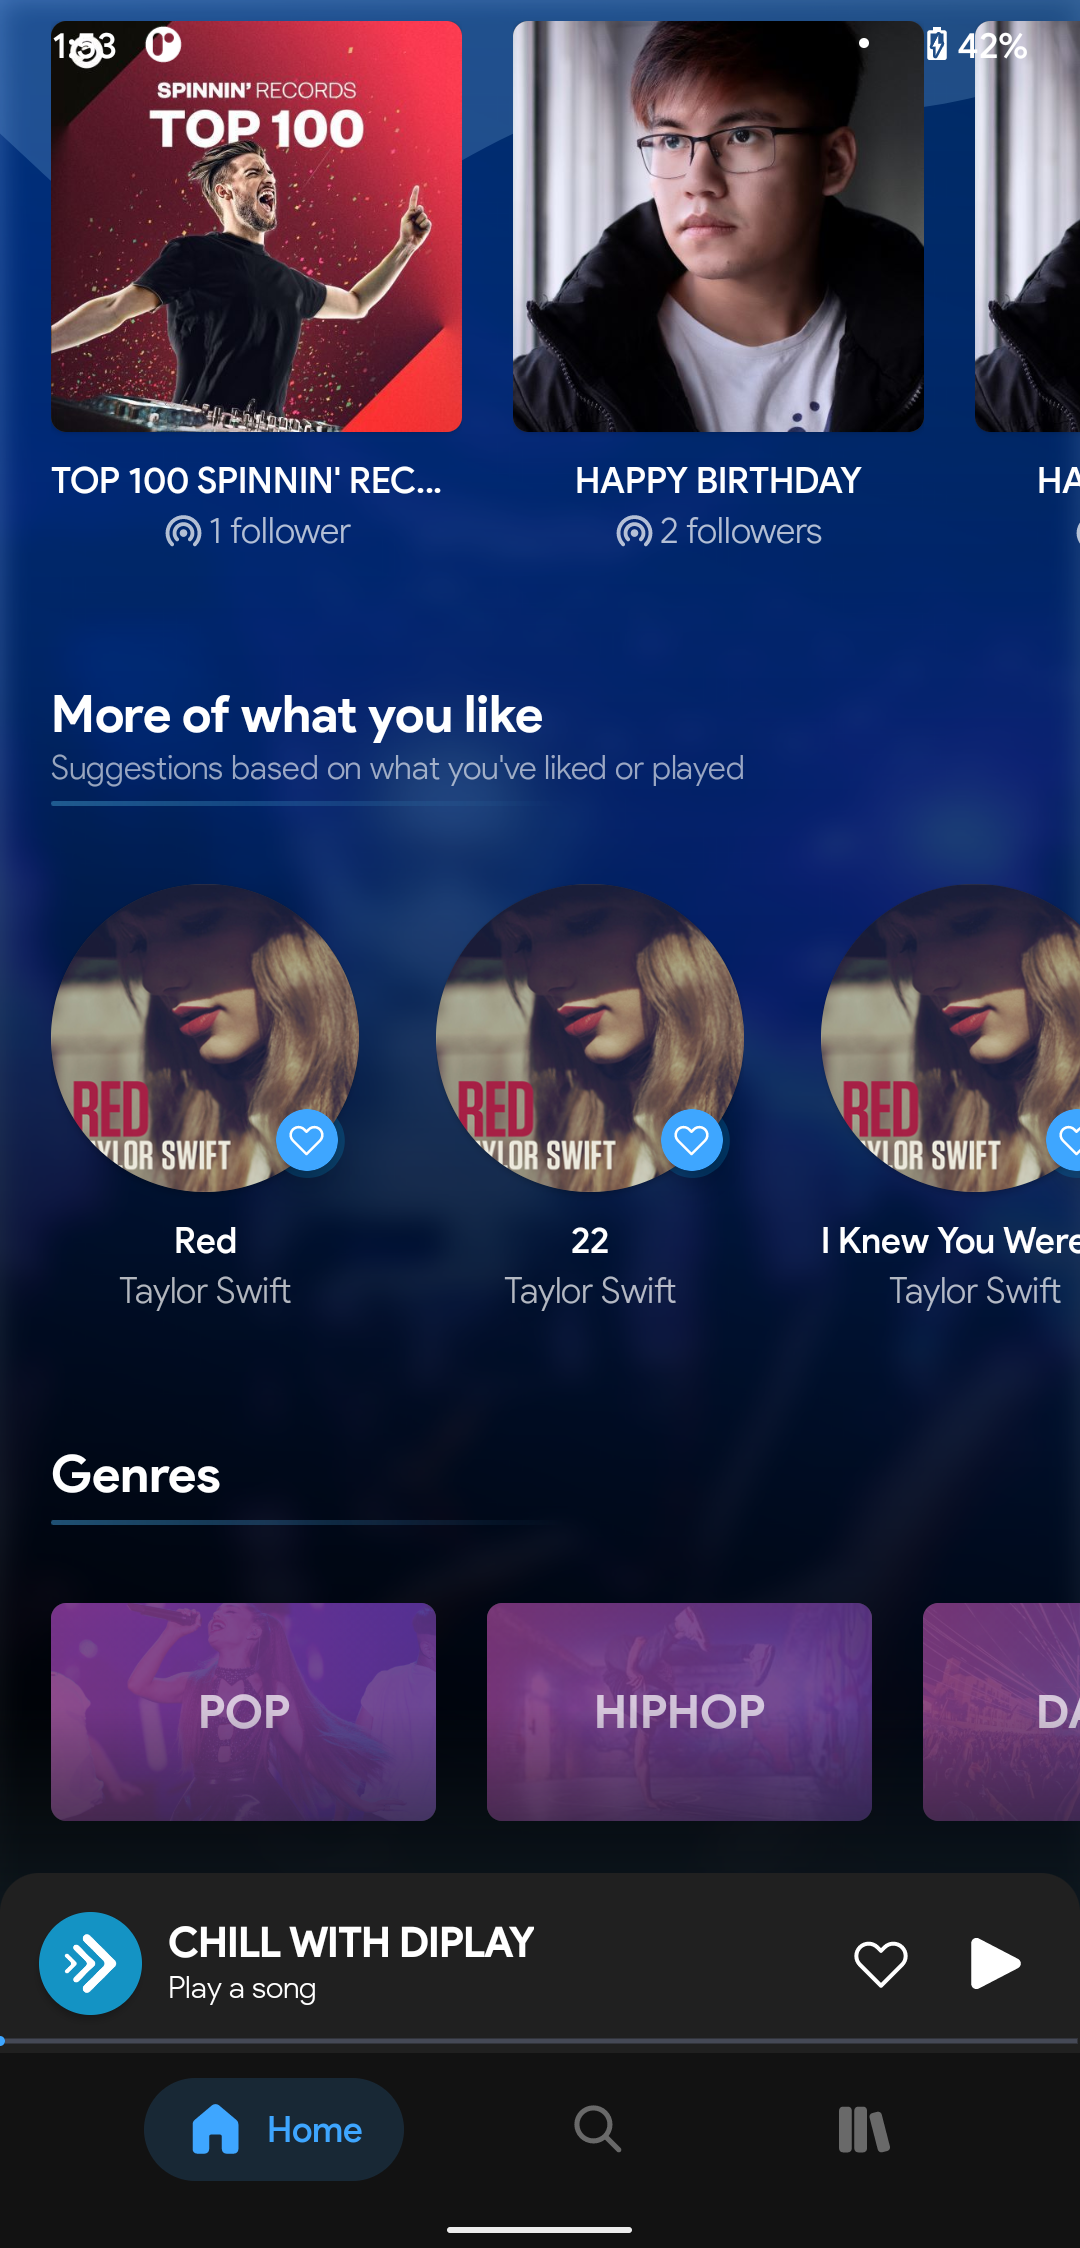 1:53
42%
SPINNIN' RECORDS
TOP 100
TOP 100 SPINNIN' REC...
HAPPY BIRTHDAY
HA
1 follower
2 followers
More of what you like
Suggestions based on what you've liked or played
RED
YLOR SWIFT
RED
YLOR SWIFT
RED
YLOR SWIFT
Red
22
I Knew You Were
Taylor Swift
Taylor Swift
Taylor Swift
Genres
POP
HIPHOP
DA
CHILL WITH DIPLAY
Play a song
Home